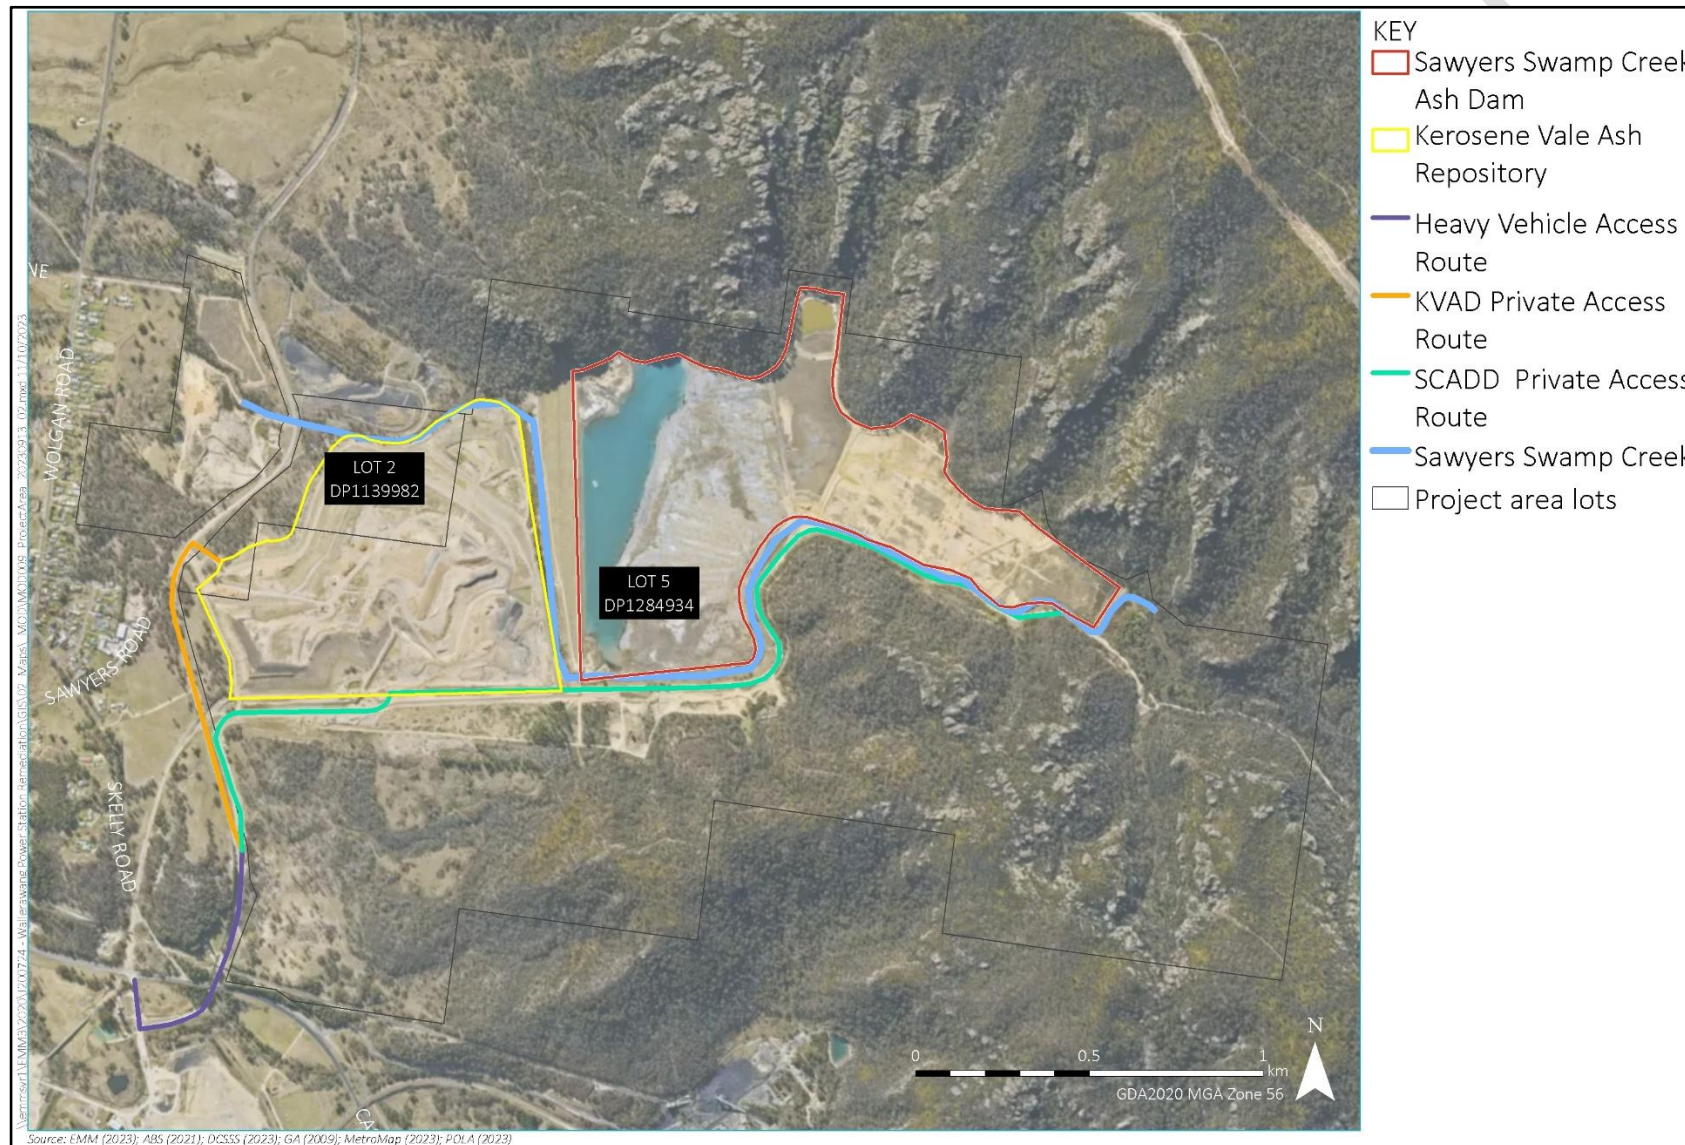 KEY
Sawyers Swamp Creek
Ash Dam
Kerosene Vale Ash
Repository
Heavy Vehicle Access
Route
KVAD Private Access
Route
SCADD Private Access
Route
Sawyers Swamp Creek
Project area lots
NE
WOLGAN ROAD
LOT 2
DP1139982
LOT 5
DP1284934
SAWYERS ROAD
SKELLY ROAD
CA
0 0.5 1
km
GDA2020 MGA Zone 56
N
Source: EMM (2023); ABS (2021); DCSSS (2023); GA (2009); MetroMap (2023); POLA (2023)